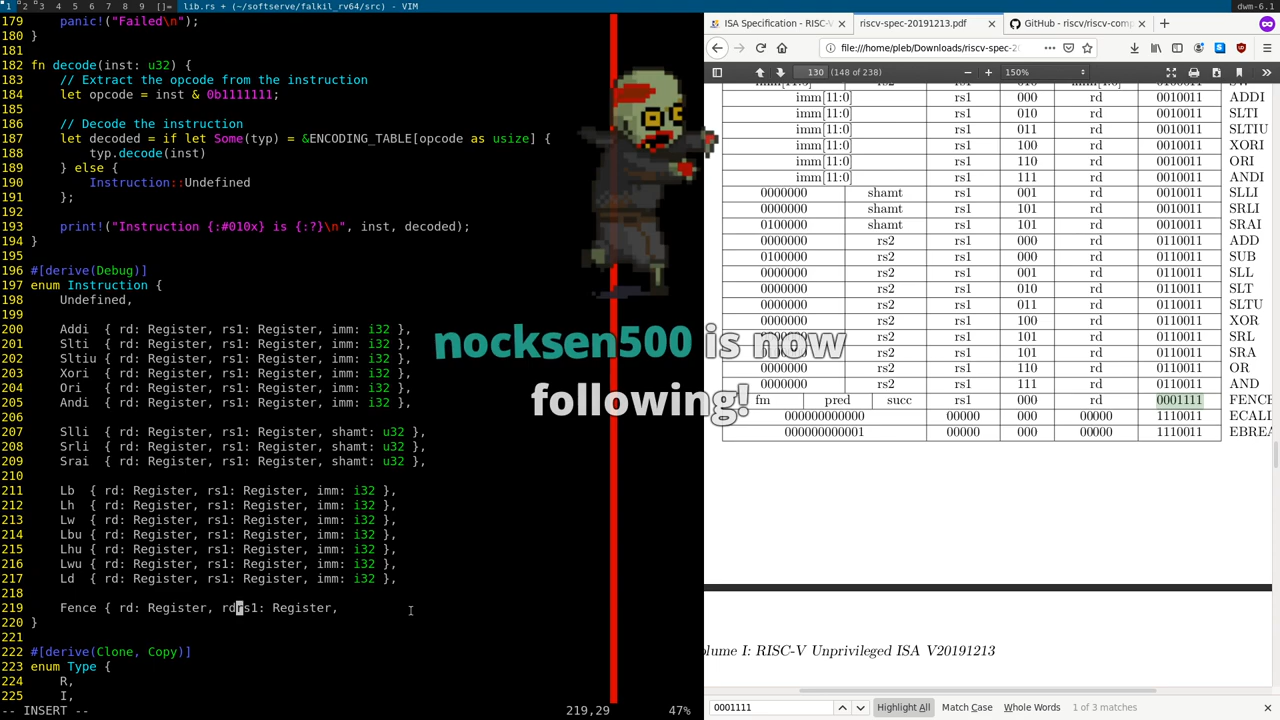 1 2 3 4 5 6 7 8 9 lib.rs + (~/softserve/falkil_rv64/src) - VIM dwm-6.1
179 panic!("Failed\n");
180 }
181
182 fn decode(inst: u32) {
183 // Extract the opcode from the instruction
184 let opcode = inst & 0b1111111;
185
186 // Decode the instruction
187 let decoded = if let Some(typ) = &ENCODING_TABLE[opcode as usize] {
188 typ.decode(inst)
189 } else {
190 Instruction::Undefined
191 };
192
193 print!("Instruction {:#010x} is {:?}\n", inst, decoded);
194 }
195
196 #[derive(Debug)]
197 enum Instruction {
198 Undefined,
199
200 Addi { rd: Register, rs1: Register, imm: i32 },
201 Slti { rd: Register, rs1: Register, imm: i32 },
202 Sltiu { rd: Register, rs1: Register, imm: i32 },
203 Xori { rd: Register, rs1: Register, imm: i32 },
204 Ori { rd: Register, rs1: Register, imm: i32 },
205 Andi { rd: Register, rs1: Register, imm: i32 },
206
207 Slli { rd: Register, rs1: Register, shamt: u32 },
208 Srli { rd: Register, rs1: Register, shamt: u32 },
209 Srai { rd: Register, rs1: Register, shamt: u32 },
210
211 Lb { rd: Register, rs1: Register, imm: i32 },
212 Lh { rd: Register, rs1: Register, imm: i32 },
213 Lw { rd: Register, rs1: Register, imm: i32 },
214 Lbu { rd: Register, rs1: Register, imm: i32 },
215 Lhu { rd: Register, rs1: Register, imm: i32 },
216 Lwu { rd: Register, rs1: Register, imm: i32 },
217 Ld { rd: Register, rs1: Register, imm: i32 },
218
219 Fence { rd: Register, rdrs1: Register,
220 }
221
222 #[derive(Clone, Copy)]
223 enum Type {
224 R,
225 I,
-- INSERT -- 219,29 47%
nocksen500 is now
following!
ISA Specification - RISC-V riscv-spec-20191213.pdf GitHub - riscv/riscv-comp
file:///home/pleb/Downloads/riscv-spec-2
130 (148 of 238) 150%
imm[11:0] rs1 000 rd 0010011 ADDI
imm[11:0] rs1 010 rd 0010011 SLTI
imm[11:0] rs1 011 rd 0010011 SLTIU
imm[11:0] rs1 100 rd 0010011 XORI
imm[11:0] rs1 110 rd 0010011 ORI
imm[11:0] rs1 111 rd 0010011 ANDI
0000000 shamt rs1 001 rd 0010011 SLLI
0000000 shamt rs1 101 rd 0010011 SRLI
0100000 shamt rs1 101 rd 0010011 SRAI
0000000 rs2 rs1 000 rd 0110011 ADD
0100000 rs2 rs1 000 rd 0110011 SUB
0000000 rs2 rs1 001 rd 0110011 SLL
0000000 rs2 rs1 010 rd 0110011 SLT
0000000 rs2 rs1 011 rd 0110011 SLTU
0000000 rs2 rs1 100 rd 0110011 XOR
rs2 rs1 101 rd 0110011 SRL
rs2 rs1 101 rd 0110011 SRA
0000000 rs2 rs1 110 rd 0110011 OR
0000000 rs2 rs1 111 rd 0110011 AND
fm pred succ rs1 000 rd 0001111 FENCE
000000000000 00000 000 00000 1110011 ECALL
000000000001 00000 000 00000 1110011 EBREA
olume I: RISC-V Unprivileged ISA V20191213
0001111 Highlight All Match Case Whole Words 1 of 3 matches